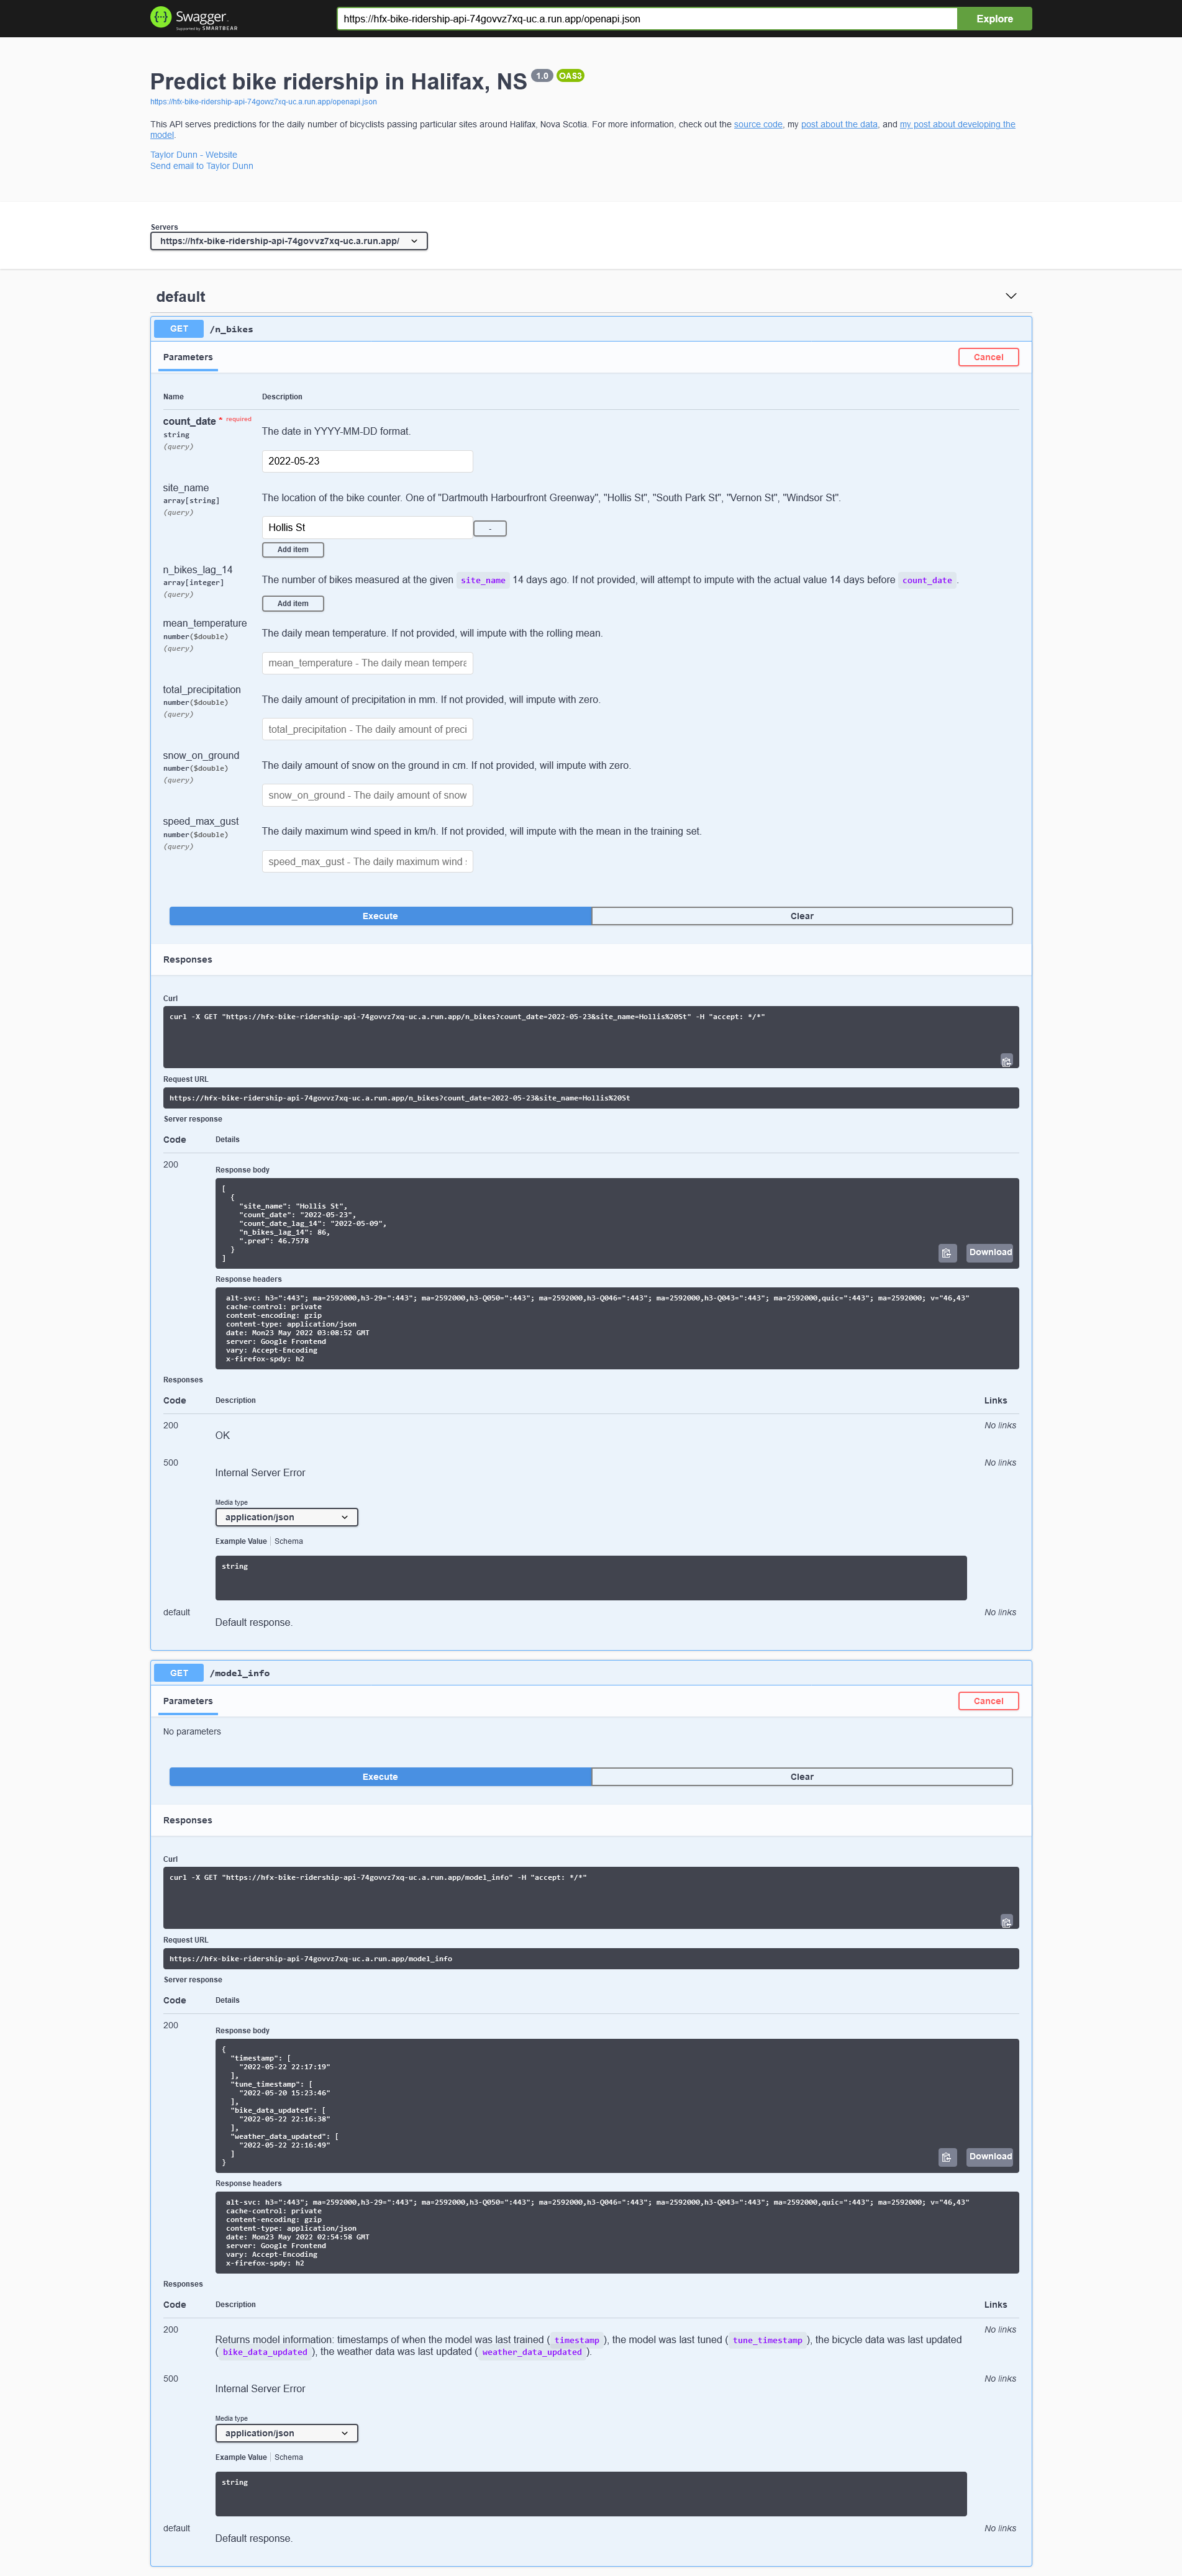 Swagger.
Supported by SMARTBEAR
https://hfx-bike-ridership-api-74govvz7xq-uc.a.run.app/openapi.json
Explore
Predict bike ridership in Halifax, NS 1.0 OAS3
https://hfx-bike-ridership-api-74govvz7xq-uc.a.run.app/openapi.json
This API serves predictions for the daily number of bicyclists passing particular sites around Halifax, Nova Scotia. For more information, check out the source code, my post about the data, and my post about developing the
model.
Taylor Dunn - Website
Send email to Taylor Dunn
Servers
https://hfx-bike-ridership-api-74govvz7xq-uc.a.run.app/
default
GET /n_bikes
Parameters Cancel
Name Description
count_date * required
string
(query)
The date in YYYY-MM-DD format.
2022-05-23
site_name
array[string]
(query)
The location of the bike counter. One of "Dartmouth Harbourfront Greenway", "Hollis St", "South Park St", "Vernon St", "Windsor St".
Hollis St -
Add item
n_bikes_lag_14
array[integer]
(query)
The number of bikes measured at the given site_name 14 days ago. If not provided, will attempt to impute with the actual value 14 days before count_date .
Add item
mean_temperature
number($double)
(query)
The daily mean temperature. If not provided, will impute with the rolling mean.
mean_temperature - The daily mean tempera
total_precipitation
number($double)
(query)
The daily amount of precipitation in mm. If not provided, will impute with zero.
total_precipitation - The daily amount of preci
snow_on_ground
number($double)
(query)
The daily amount of snow on the ground in cm. If not provided, will impute with zero.
snow_on_ground - The daily amount of snow
speed_max_gust
number($double)
(query)
The daily maximum wind speed in km/h. If not provided, will impute with the mean in the training set.
speed_max_gust - The daily maximum wind s
Execute Clear
Responses
Curl
curl -X GET "https://hfx-bike-ridership-api-74govvz7xq-uc.a.run.app/n_bikes?count_date=2022-05-23&site_name=Hollis%20St" -H "accept: */*"
Request URL
https://hfx-bike-ridership-api-74govvz7xq-uc.a.run.app/n_bikes?count_date=2022-05-23&site_name=Hollis%20St
Server response
Code Details
200
Response body
[
{
"site_name": "Hollis St",
"count_date": "2022-05-23",
"count_date_lag_14": "2022-05-09",
"n_bikes_lag_14": 86,
".pred": 46.7578
}
]
Download
Response headers
alt-svc: h3=":443"; ma=2592000,h3-29=":443"; ma=2592000,h3-Q050=":443"; ma=2592000,h3-Q046=":443"; ma=2592000,h3-Q043=":443"; ma=2592000,quic=":443"; ma=2592000; v="46,43"
cache-control: private
content-encoding: gzip
content-type: application/json
date: Mon23 May 2022 03:08:52 GMT
server: Google Frontend
vary: Accept-Encoding
x-firefox-spdy: h2
Responses
Code Description Links
200 OK No links
500 Internal Server Error No links
Media type
application/json
Example Value Schema
string
default Default response. No links
GET /model_info
Parameters Cancel
No parameters
Execute Clear
Responses
Curl
curl -X GET "https://hfx-bike-ridership-api-74govvz7xq-uc.a.run.app/model_info" -H "accept: */*"
Request URL
https://hfx-bike-ridership-api-74govvz7xq-uc.a.run.app/model_info
Server response
Code Details
200
Response body
{
"timestamp": [
"2022-05-22 22:17:19"
],
"tune_timestamp": [
"2022-05-20 15:23:46"
],
"bike_data_updated": [
"2022-05-22 22:16:38"
],
"weather_data_updated": [
"2022-05-22 22:16:49"
]
}
Download
Response headers
alt-svc: h3=":443"; ma=2592000,h3-29=":443"; ma=2592000,h3-Q050=":443"; ma=2592000,h3-Q046=":443"; ma=2592000,h3-Q043=":443"; ma=2592000,quic=":443"; ma=2592000; v="46,43"
cache-control: private
content-encoding: gzip
content-type: application/json
date: Mon23 May 2022 02:54:58 GMT
server: Google Frontend
vary: Accept-Encoding
x-firefox-spdy: h2
Responses
Code Description Links
200 No links
Returns model information: timestamps of when the model was last trained ( timestamp ), the model was last tuned ( tune_timestamp ), the bicycle data was last updated
( bike_data_updated ), the weather data was last updated ( weather_data_updated ).
500 Internal Server Error No links
Media type
application/json
Example Value Schema
string
default Default response. No links